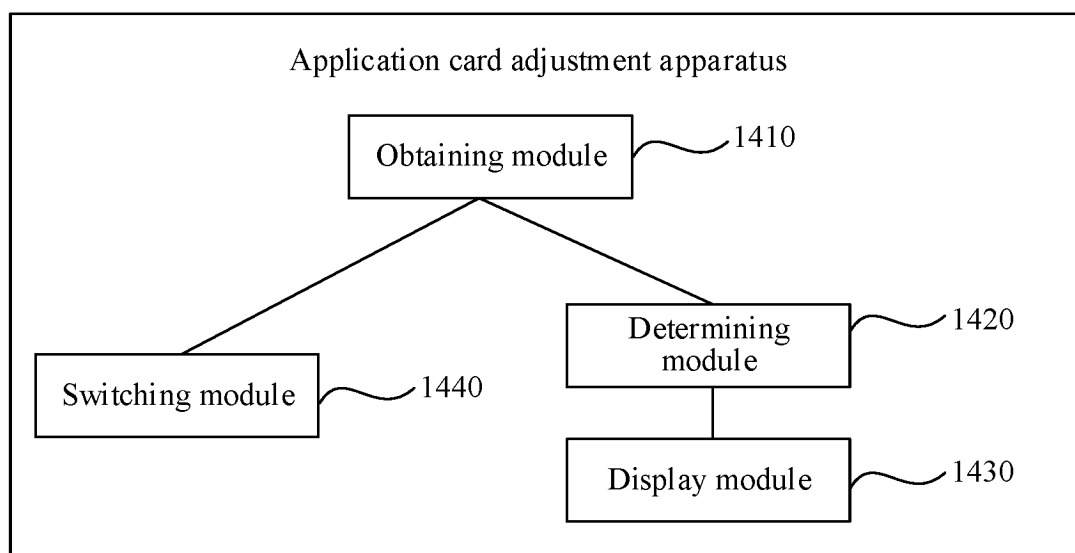 Application card adjustment apparatus
Obtaining module
1410
Determining
module
1420
Switching module
1440
Display module
1430